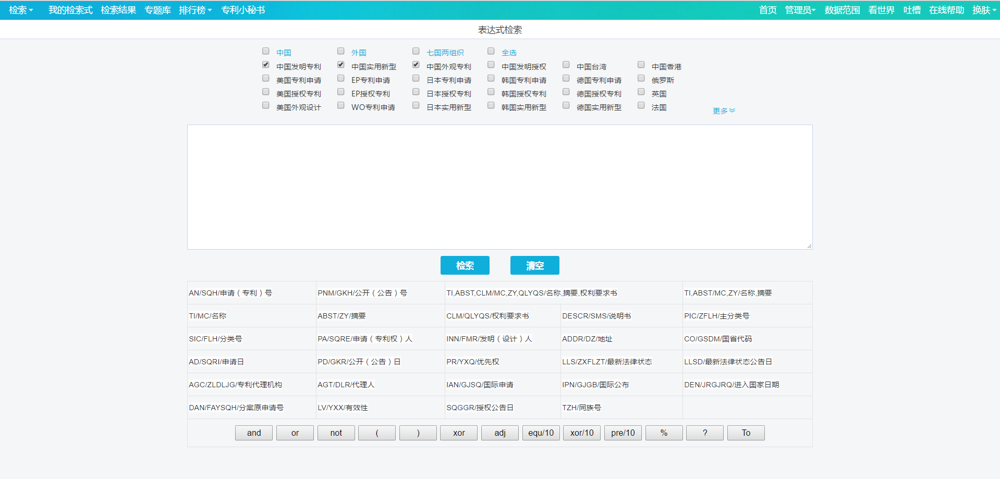 检索 我的检索式 检索结果 专题库 排行榜 专利小秘书 首页 管理员 数据范围 看世界 吐槽 在线帮助 换肤
表达式检索
中国 外国 七国两组织 全选
中国发明专利 中国实用新型 中国外观专利 中国发明授权 中国台湾 中国香港
美国专利申请 EP专利申请 日本专利申请 韩国专利申请 德国专利申请 俄罗斯
美国授权专利 EP授权专利 日本授权专利 韩国授权专利 德国授权专利 英国
美国外观设计 WO专利申请 日本实用新型 韩国实用新型 德国实用新型 法国
更多
检索 清空
AN/SQH/申请（专利）号 PNM/GKH/公开（公告）号 TI,ABST,CLM/MC,ZY,QLYQS/名称,摘要,权利要求书 TI,ABST/MC,ZY/名称,摘要
TI/MC/名称 ABST/ZY/摘要 CLM/QLYQS/权利要求书 DESCR/SMS/说明书 PIC/ZFLH/主分类号
SIC/FLH/分类号 PA/SQRE/申请（专利权）人 INN/FMR/发明（设计）人 ADDR/DZ/地址 CO/GSDM/国省代码
AD/SQRI/申请日 PD/GKR/公开（公告）日 PR/YXQ/优先权 LLS/ZXFLZT/最新法律状态 LLSD/最新法律状态公告日
AGC/ZLDLJG/专利代理机构 AGT/DLR/代理人 IAN/GJSQ/国际申请 IPN/GJGB/国际公布 DEN/JRGJRQ/进入国家日期
DAN/FAYSQH/分案原申请号 LV/YXX/有效性 SQGGR/授权公告日 TZH/同族号
and or not ( ) xor adj equ/10 xor/10 pre/10 % ? To